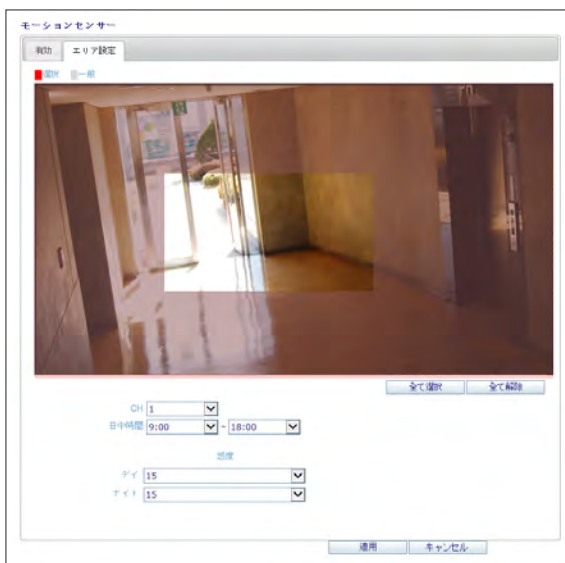 モーションセンサー
有効 エリア設定
選択 一般
全て選択 全て解除
CH 1
日中時間 9:00 ~ 18:00
感度
デイ 15
ナイト 15
適用 キャンセル